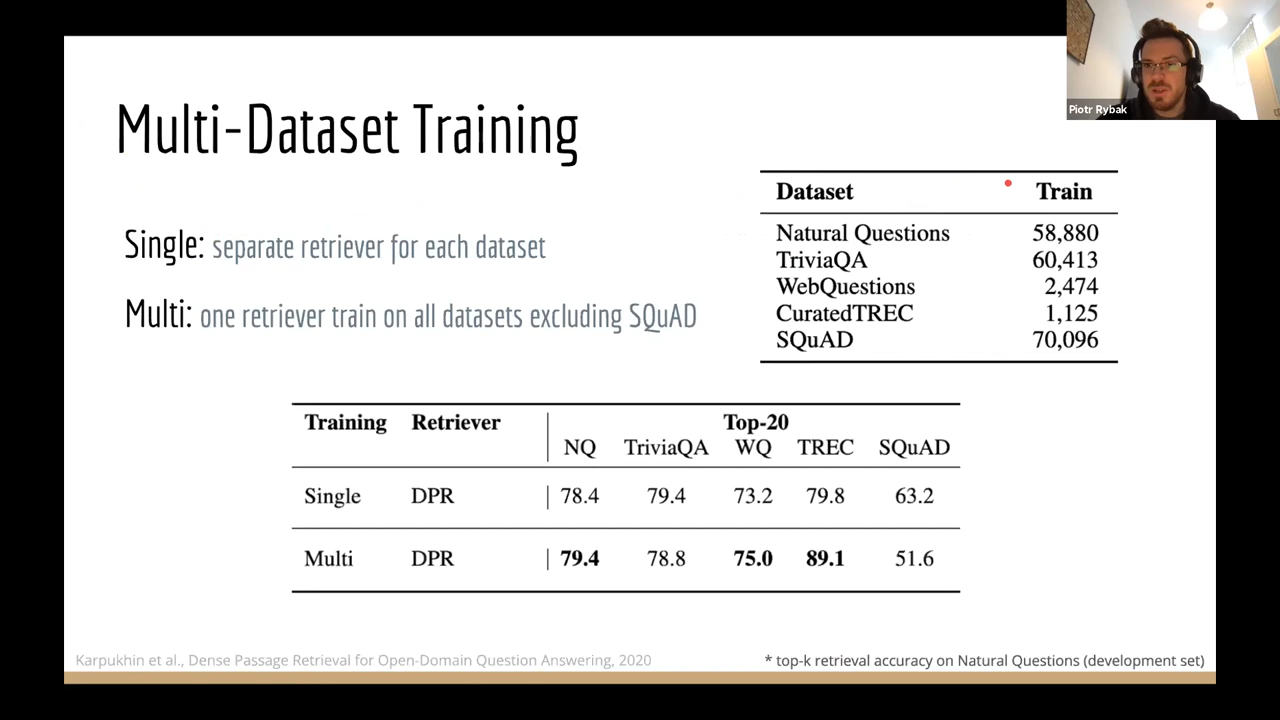 Piotr Rybak
Multi-Dataset Training
Single: separate retriever for each dataset
Multi: one retriever train on all datasets excluding SQuAD
Dataset Train
Natural Questions 58,880
TriviaQA 60,413
WebQuestions 2,474
CuratedTREC 1,125
SQuAD 70,096
Training Retriever Top-20
NQ TriviaQA WQ TREC SQuAD
Single DPR 78.4 79.4 73.2 79.8 63.2
Multi DPR 79.4 78.8 75.0 89.1 51.6
Karpukhin et al., Dense Passage Retrieval for Open-Domain Question Answering, 2020
* top-k retrieval accuracy on Natural Questions (development set)